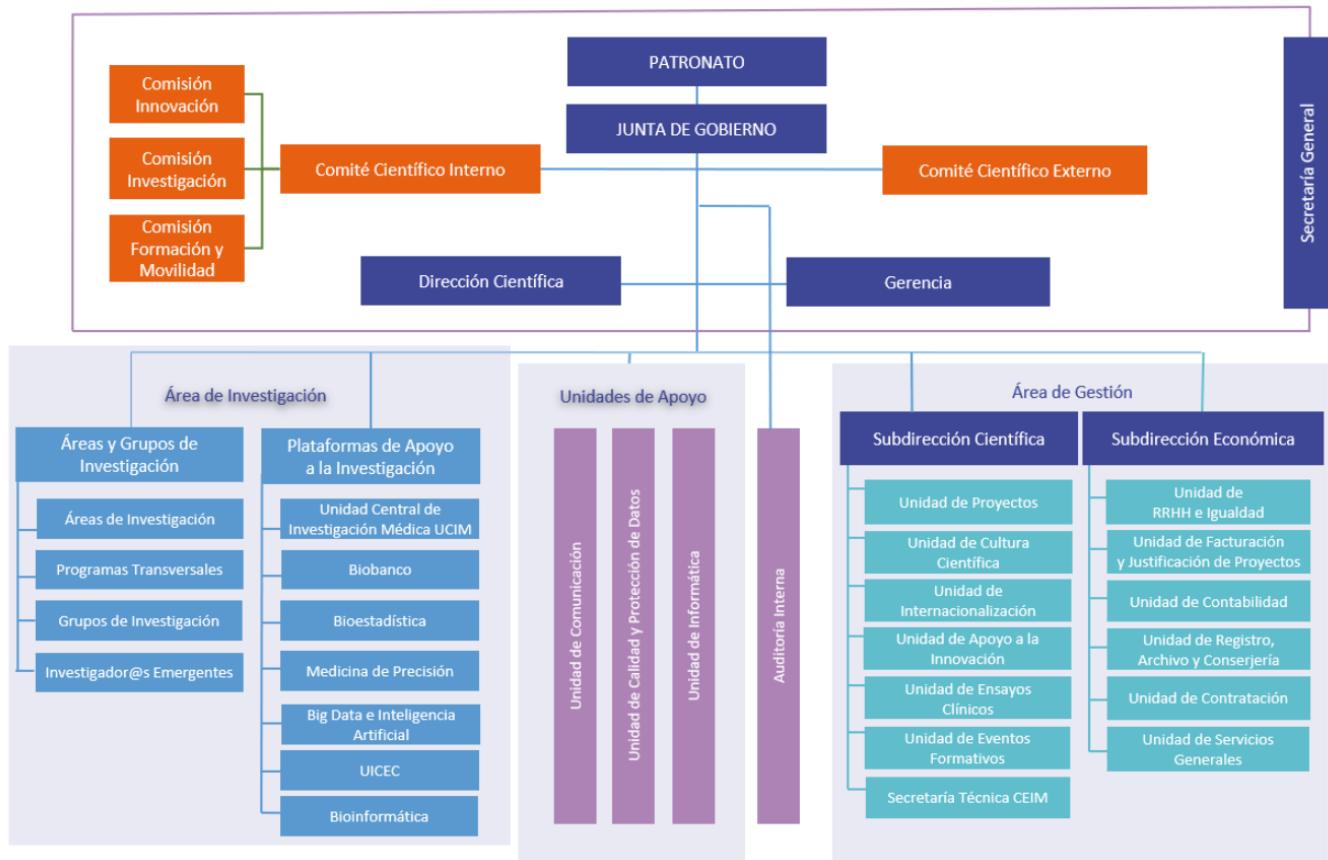 PATRONATO
JUNTA DE GOBIERNO
Comisión
Innovación
Comisión
Investigación
Comisión
Formación y
Movilidad
Comité Científico Interno
Comité Científico Externo
Secretaría General
Dirección Científica
Gerencia
Área de Investigación
Áreas y Grupos de
Investigación
Áreas de Investigación
Programas Transversales
Grupos de Investigación
Investigador@s Emergentes
Plataformas de Apoyo
a la Investigación
Unidad Central de
Investigación Médica UCIM
Biobanco
Bioestadística
Medicina de Precisión
Big Data e Inteligencia
Artificial
UICEC
Bioinformática
Unidades de Apoyo
Unidad de Comunicación
Unidad de Calidad y Protección de Datos
Unidad de Informática
Auditoría Interna
Área de Gestión
Subdirección Científica
Unidad de Proyectos
Unidad de Cultura
Científica
Unidad de
Internacionalización
Unidad de Apoyo a la
Innovación
Unidad de Ensayos
Clínicos
Unidad de Eventos
Formativos
Secretaría Técnica CEIM
Subdirección Económica
Unidad de
RRHH e Igualdad
Unidad de Facturación
y Justificación de Proyectos
Unidad de Contabilidad
Unidad de Registro,
Archivo y Conserjería
Unidad de Contratación
Unidad de Servicios
Generales